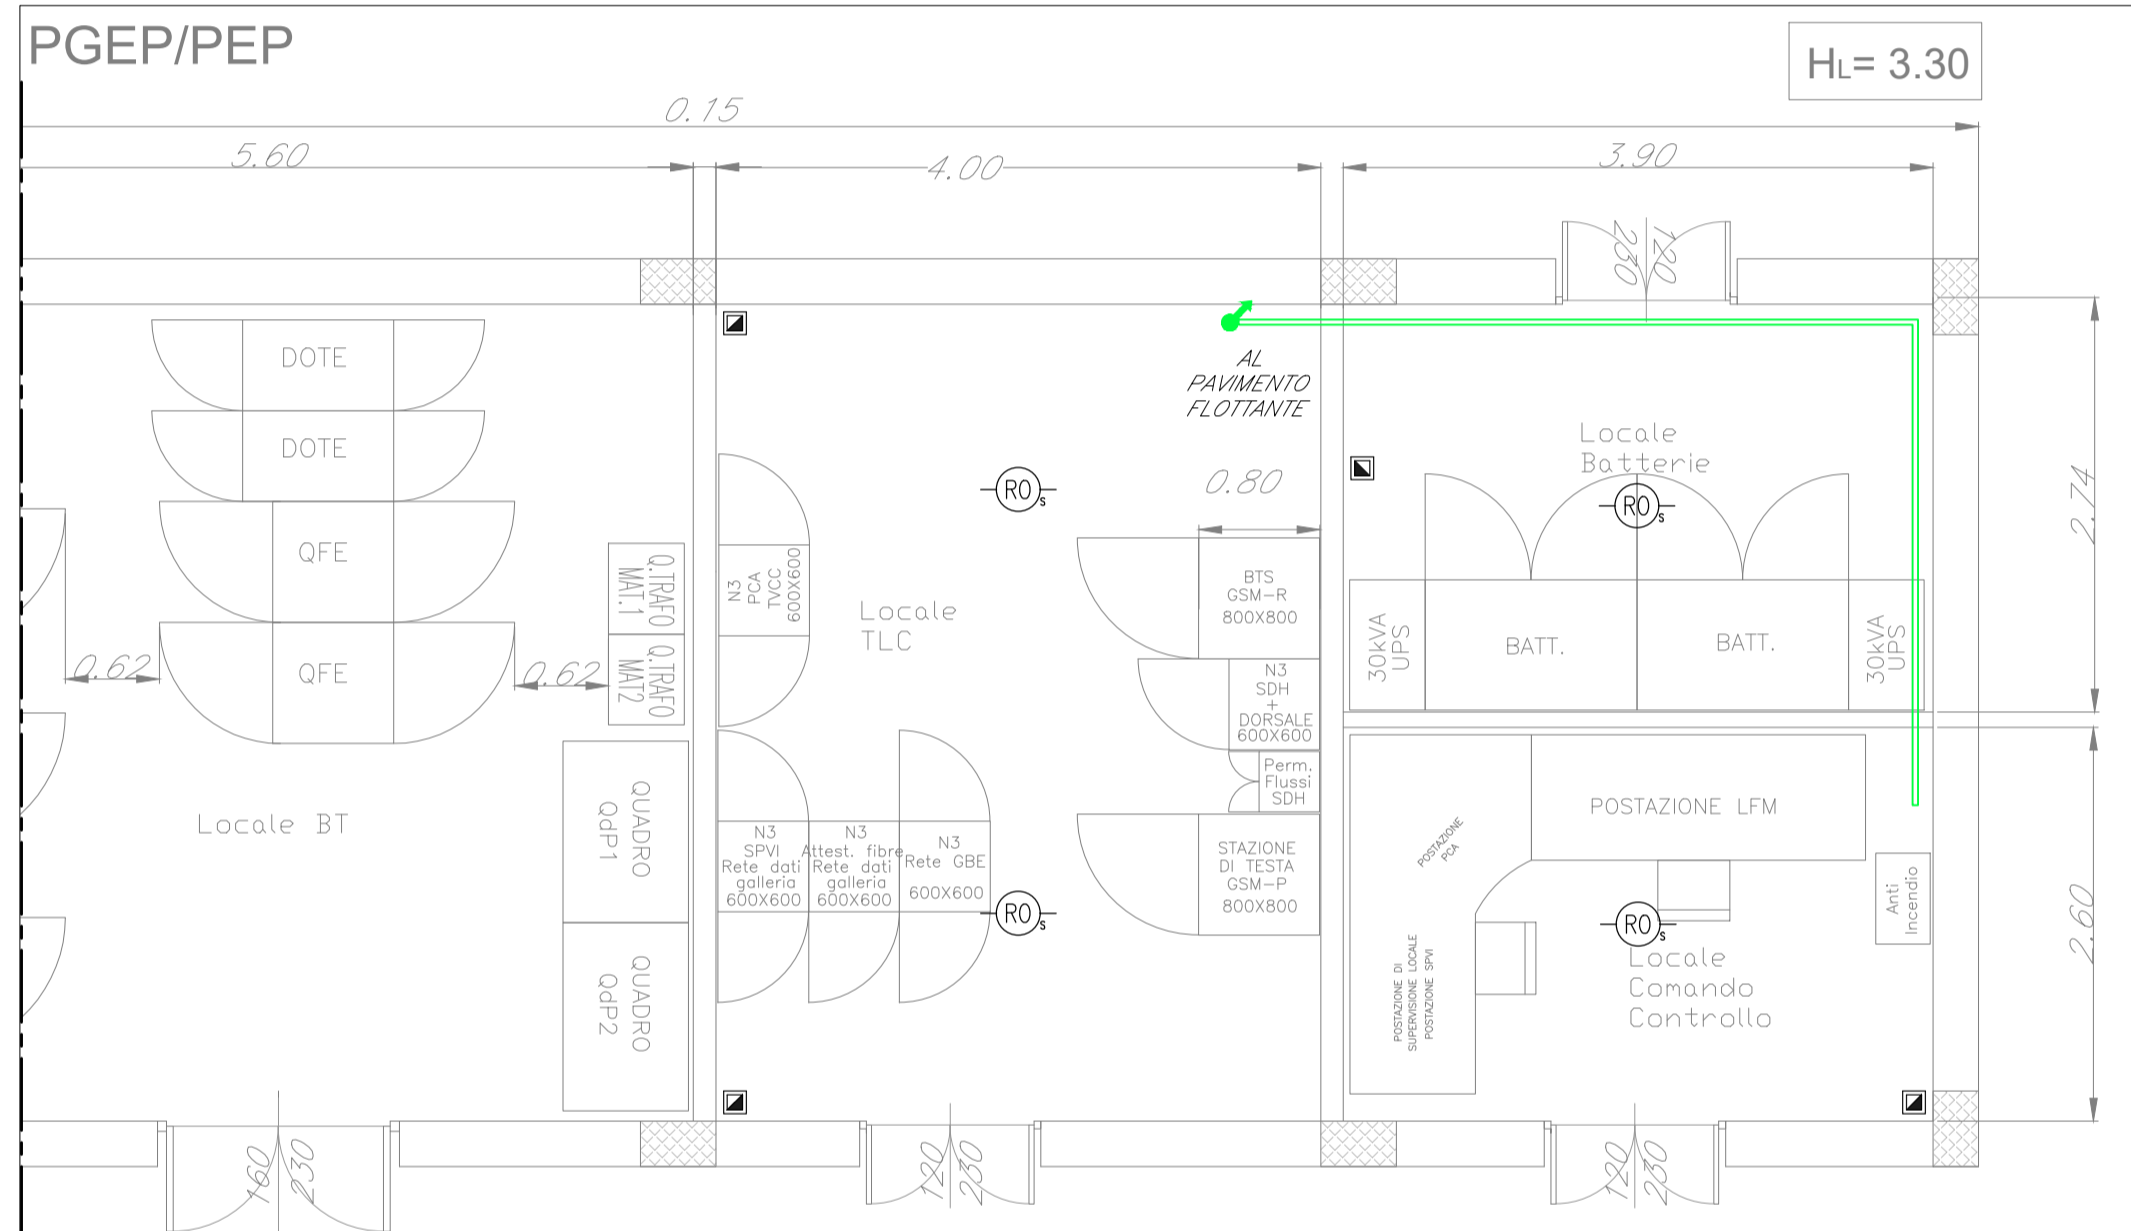 PGEP/PEP
HL= 3.30
0.15
5.60
4.00
3.90
230
120
DOTE
DOTE
QFE
QFE
0.62
0.62
Q.TRAFO
MAT.1
Q.TRAFO
MAT2
QUADRO
QdP1
QUADRO
QdP2
Locale BT
160
230
AL
PAVIMENTO
FLOTTANTE
R0s
0.80
N3
PCA
TVCC
600X600
Locale
TLC
BTS
GSM-R
800X800
N3
SDH
+
DORSALE
600X600
Perm.
Flussi
SDH
N3
SPVI
Rete dati
galleria
600X600
N3
Attest. fibre
Rete dati
galleria
600X600
N3
Rete GBE
600X600
STAZIONE
DI TESTA
GSM-P
800X800
R0s
120
230
Locale
Batterie
R0s
30kVA
UPS
BATT.
BATT.
30kVA
UPS
2.74
POSTAZIONE
PCA
POSTAZIONE LFM
POSTAZIONE DI
SUPERVISIONE LOCALE
POSTAZIONE SPVI
Anti
Incendio
R0s
Locale
Comando
Controllo
2.60
120
230